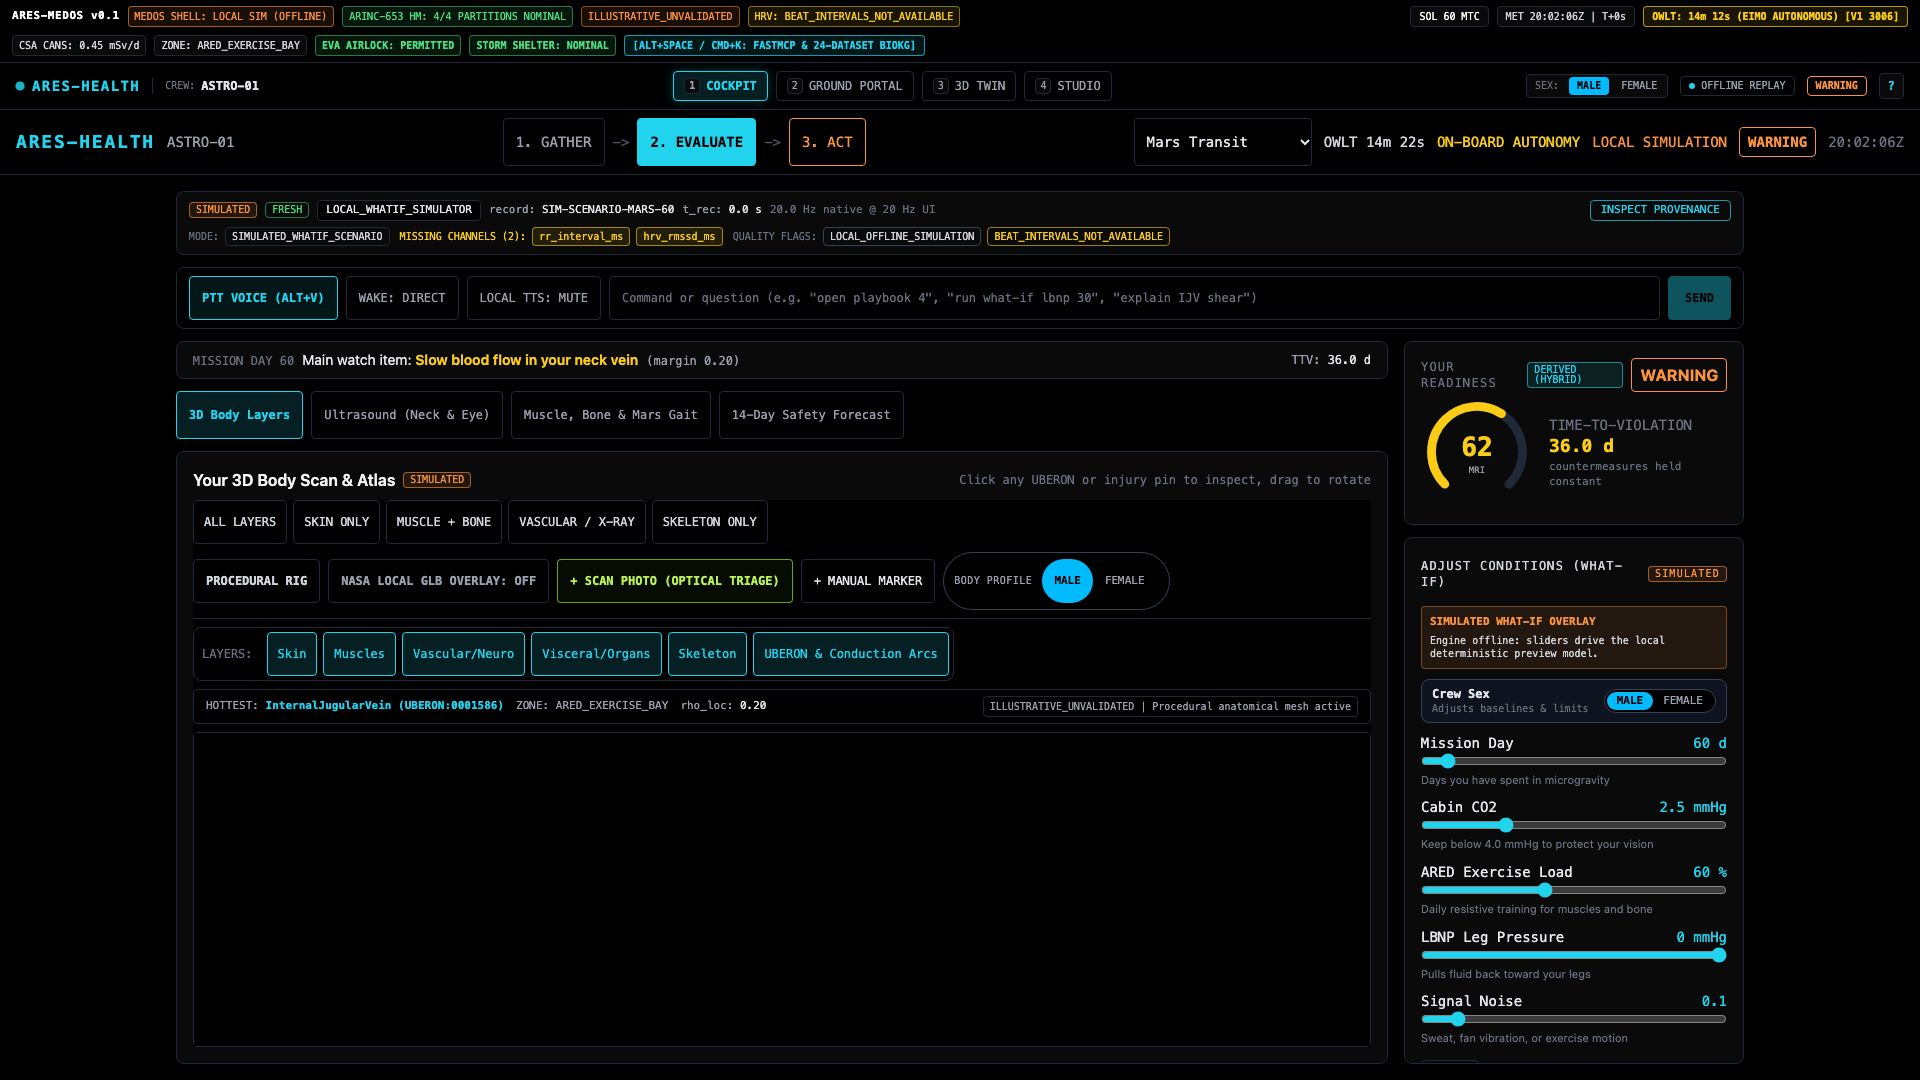 ARES-MEDOS v0.1 MEDOS SHELL: LOCAL SIM (OFFLINE) ARINC-653 HM: 4/4 PARTITIONS NOMINAL ILLUSTRATIVE_UNVALIDATED HRV: BEAT_INTERVALS_NOT_AVAILABLE SOL 60 MTC MET 20:02:06Z | T+0s OWLT: 14m 12s (EIMO AUTONOMOUS) [V1 3006]
CSA CANS: 0.45 mSv/d ZONE: ARED_EXERCISE_BAY EVA AIRLOCK: PERMITTED STORM SHELTER: NOMINAL [ALT+SPACE / CMD+K: FASTMCP & 24-DATASET BIOKG]
ARES-HEALTH CREW: ASTRO-01 1 COCKPIT 2 GROUND PORTAL 3 3D TWIN 4 STUDIO SEX: MALE FEMALE OFFLINE REPLAY WARNING ?
ARES-HEALTH ASTRO-01 1. GATHER -> 2. EVALUATE -> 3. ACT Mars Transit OWLT 14m 22s ON-BOARD AUTONOMY LOCAL SIMULATION WARNING 20:02:06Z
SIMULATED FRESH LOCAL_WHATIF_SIMULATOR record: SIM-SCENARIO-MARS-60 t_rec: 0.0 s 20.0 Hz native @ 20 Hz UI INSPECT PROVENANCE
MODE: SIMULATED_WHATIF_SCENARIO MISSING CHANNELS (2): rr_interval_ms hrv_rmssd_ms QUALITY FLAGS: LOCAL_OFFLINE_SIMULATION BEAT_INTERVALS_NOT_AVAILABLE
PTT VOICE (ALT+V) WAKE: DIRECT LOCAL TTS: MUTE Command or question (e.g. "open playbook 4", "run what-if lbnp 30", "explain IJV shear") SEND
MISSION DAY 60 Main watch item: Slow blood flow in your neck vein (margin 0.20) TTV: 36.0 d
3D Body Layers Ultrasound (Neck & Eye) Muscle, Bone & Mars Gait 14-Day Safety Forecast
Your 3D Body Scan & Atlas SIMULATED Click any UBERON or injury pin to inspect, drag to rotate
ALL LAYERS SKIN ONLY MUSCLE + BONE VASCULAR / X-RAY SKELETON ONLY
PROCEDURAL RIG NASA LOCAL GLB OVERLAY: OFF + SCAN PHOTO (OPTICAL TRIAGE) + MANUAL MARKER BODY PROFILE MALE FEMALE
LAYERS: Skin Muscles Vascular/Neuro Visceral/Organs Skeleton UBERON & Conduction Arcs
HOTTEST: InternalJugularVein (UBERON:0001586) ZONE: ARED_EXERCISE_BAY rho_loc: 0.20 ILLUSTRATIVE_UNVALIDATED | Procedural anatomical mesh active
YOUR READINESS DERIVED (HYBRID) WARNING
62
MRI
TIME-TO-VIOLATION
36.0 d
countermeasures held
constant
ADJUST CONDITIONS (WHAT-
IF) SIMULATED
SIMULATED WHAT-IF OVERLAY
Engine offline: sliders drive the local
deterministic preview model.
Crew Sex MALE FEMALE
Adjusts baselines & limits
Mission Day 60 d
Days you have spent in microgravity
Cabin CO2 2.5 mmHg
Keep below 4.0 mmHg to protect your vision
ARED Exercise Load 60 %
Daily resistive training for muscles and bone
LBNP Leg Pressure 0 mmHg
Pulls fluid back toward your legs
Signal Noise 0.1
Sweat, fan vibration, or exercise motion